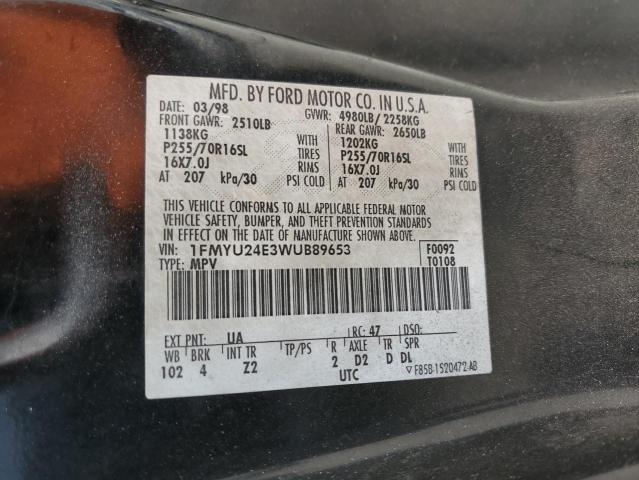 MFD. BY FORD MOTOR CO. IN U.S.A.
DATE: 03/98 GVWR: 4980LB / 2258KG
FRONT GAWR: 2510LB REAR GAWR: 2650LB
1138KG 1202KG
P255/70R16SL TIRES P255/70R16SL TIRES
16X7.0J RIMS 16X7.0J RIMS
AT 207 kPa/30 PSI COLD AT 207 kPa/30 PSI COLD
THIS VEHICLE CONFORMS TO ALL APPLICABLE FEDERAL MOTOR
VEHICLE SAFETY, BUMPER, AND THEFT PREVENTION STANDARDS
IN EFFECT ON THE DATE OF MANUFACTURE SHOWN ABOVE.
VIN: 1FMYU24E3WUB89653 F0092
TYPE: MPV T0108
EXT PNT: UA RC: 47 DSO:
WB BRK INT TR TP/PS R AXLE TR SPR
102 4 Z2 2 D2 D DL
UTC ▽ F85B-1S20472-AB